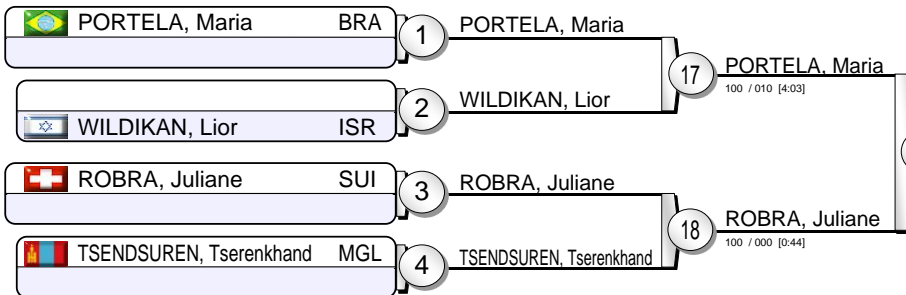 PORTELA, Maria BRA
1
PORTELA, Maria
17
PORTELA, Maria
100 / 010 [4:03]
2
WILDIKAN, Lior
WILDIKAN, Lior ISR
ROBRA, Juliane SUI
3
ROBRA, Juliane
18
ROBRA, Juliane
100 / 000 [0:44]
TSENDSUREN, Tserenkhand MGL
4
TSENDSUREN, Tserenkhand